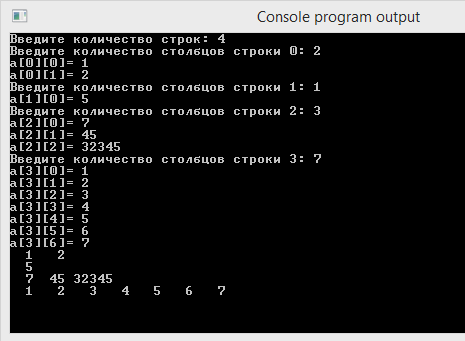 Console program output
Введите количество строк: 4
Введите количество столбцов строки 0: 2
a[0][0]= 1
a[0][1]= 2
Введите количество столбцов строки 1: 1
a[1][0]= 5
Введите количество столбцов строки 2: 3
a[2][0]= 7
a[2][1]= 45
a[2][2]= 32345
Введите количество столбцов строки 3: 7
a[3][0]= 1
a[3][1]= 2
a[3][2]= 3
a[3][3]= 4
a[3][4]= 5
a[3][5]= 6
a[3][6]= 7
  1   2
  5
  7  45 32345
  1   2   3   4   5   6   7